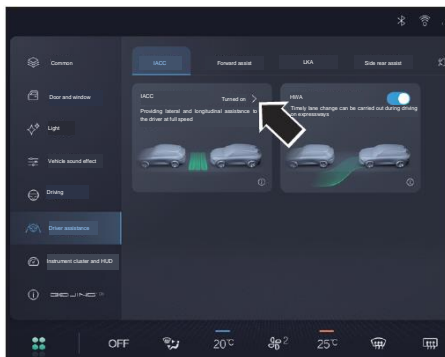 Common
Door and window
Light
Vehicle sound effect
Driving
Driver assistance
Instrument cluster and HUD
IACC
Forward assist
LKA
Side rear assist
IACC
Turned on
Providing lateral and longitudinal assistance to
the driver at full speed
HWA
Timely lane change can be carried out during driving
on expressways
OFF
20°C
2
25°C